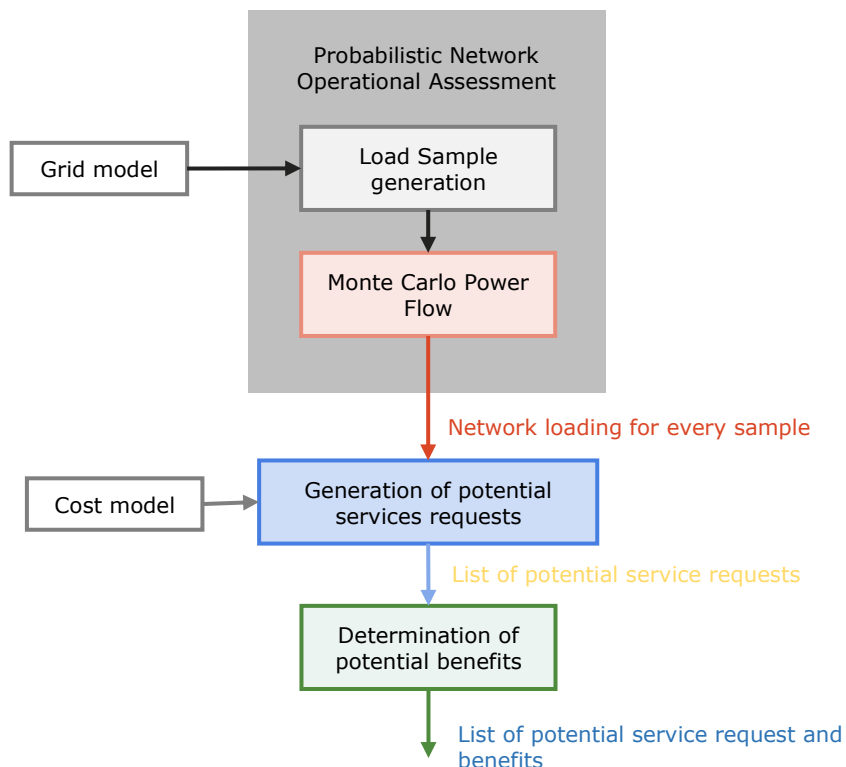 Probabilistic Network
Operational Assessment
Grid model
Load Sample
generation
Monte Carlo Power
Flow
Network loading for every sample
Cost model
Generation of potential
services requests
List of potential service requests
Determination of
potential benefits
List of potential service request and
benefits